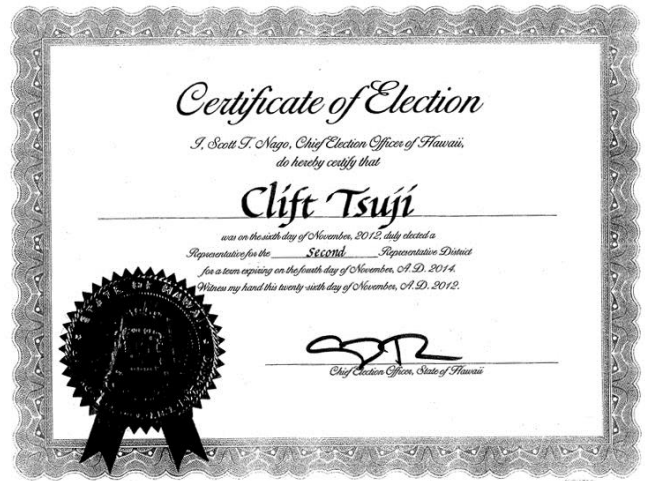 Certificate of Election
I, Scott T. Nago, Chief Election Officer of Hawaii,
do hereby certify that
Clift Tsuji
was on the sixth day of November, 2012, duly elected a
Representative for the Second Representative District
for a term expiring on the fourth day of November, A.D. 2014.
Witness my hand this twenty-sixth day of November, A.D. 2012.
Chief Election Officer, State of Hawaii